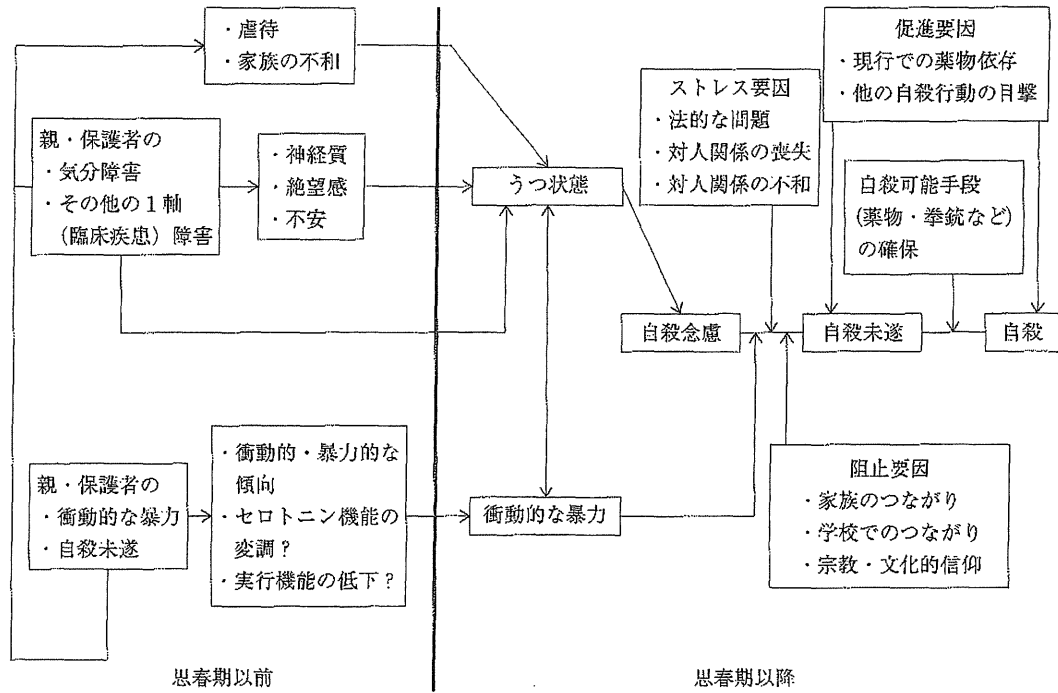 ・虐待
・家族の不和
親・保護者の
・気分障害
・その他の1軸
(臨床疾患)障害
・神経質
・絶望感
・不安
うつ状態
ストレス要因
・法的な問題
・対人関係の喪失
・対人関係の不和
促進要因
・現行での薬物依存
・他の自殺行動の目撃
自殺可能手段
(薬物・拳銃など)
の確保
自殺念慮
自殺未遂
自殺
親・保護者の
・衝動的な暴力
・自殺未遂
・衝動的・暴力的な
傾向
・セロトニン機能の
変調?
・実行機能の低下?
衝動的な暴力
阻止要因
・家族のつながり
・学校でのつながり
・宗教・文化的信仰
思春期以前
思春期以降